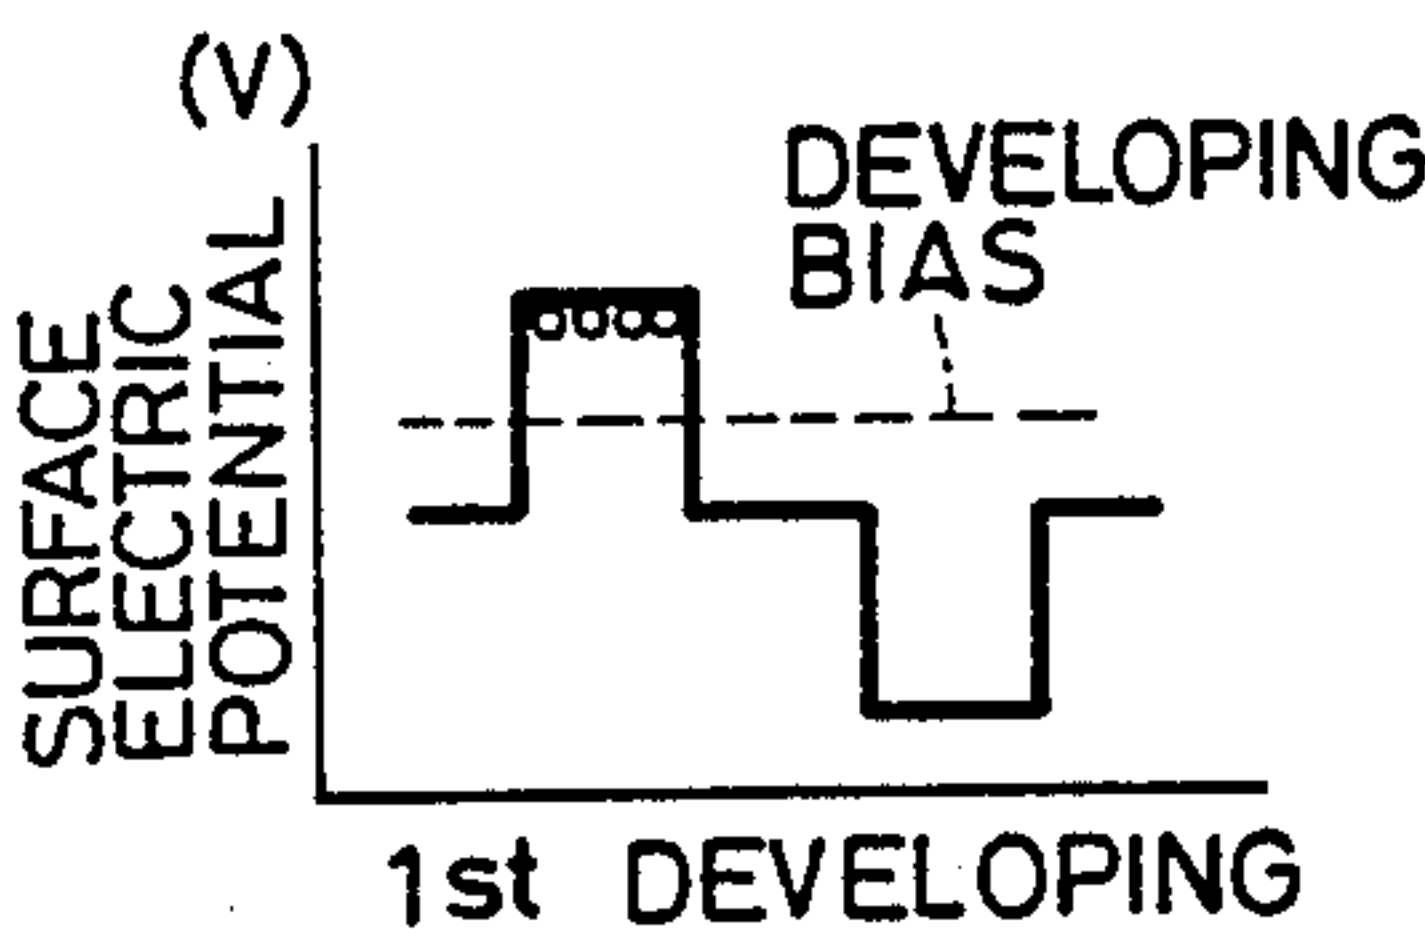 (V)
SURFACE
ELECTRIC
POTENTIAL
DEVELOPING
BIAS
1st DEVELOPING